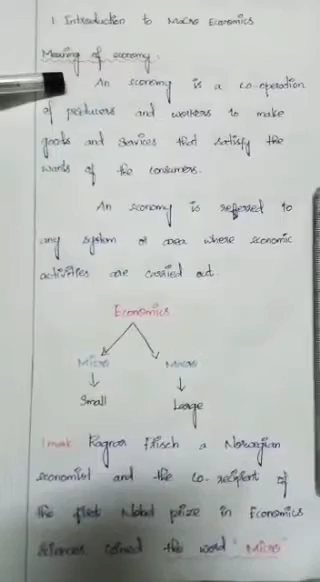 1. Introduction to Macro Economics
Meaning of economy.
An economy is a co-operation
of producers and workers to make
goods and services that satisfy the
wants of the consumers.
An economy is referred to
any system or area where economic
activities are carried out.
Economics
Micro Macro
Small Large
1 mark Ragnar Frisch a Norwegian
economist and the co-recipient of
the first Nobel prize in Economics
Sciences coined the word "Micro"